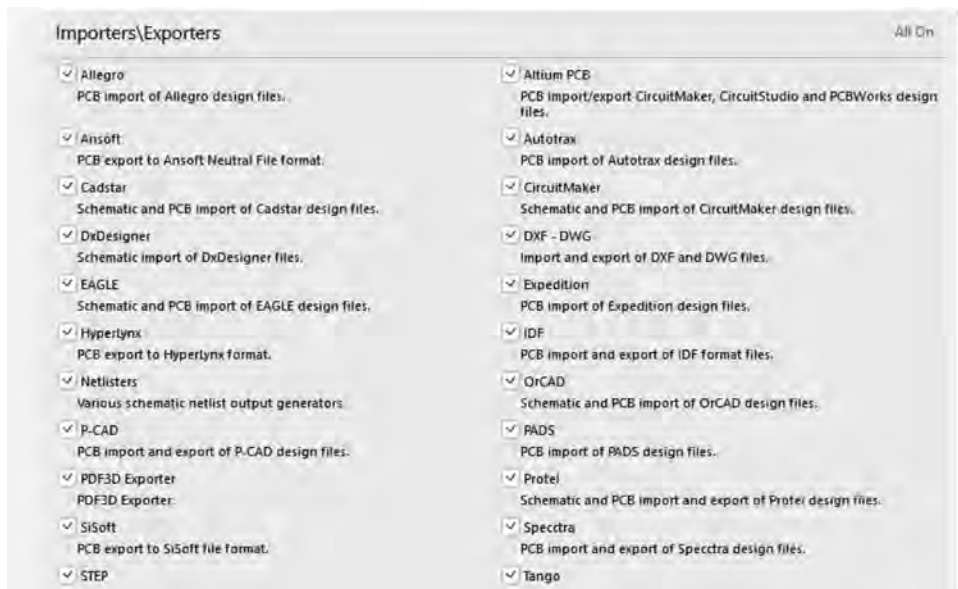 Importers\Exporters
All On
Allegro
PCB import of Allegro design files.
Altium PCB
PCB import/export CircuitMaker, CircuitStudio and PCBWorks design
files.
Ansoft
PCB export to Ansoft Neutral File format.
Autotrax
PCB import of Autotrax design files.
Cadstar
Schematic and PCB import of Cadstar design files.
CircuitMaker
Schematic and PCB import of CircuitMaker design files.
DxDesigner
Schematic import of DxDesigner files.
DXF - DWG
Import and export of DXF and DWG files.
EAGLE
Schematic and PCB import of EAGLE design files.
Expedition
PCB import of Expedition design files.
HyperLynx
PCB export to HyperLynx format.
IDF
PCB import and export of IDF format files.
Netlisters
Various schematic netlist output generators
OrCAD
Schematic and PCB import of OrCAD design files.
P-CAD
PCB import and export of P-CAD design files.
PADS
PCB import of PADS design files.
PDF3D Exporter
PDF3D Exporter.
Protel
Schematic and PCB import and export of Protel design files.
SiSoft
PCB export to SiSoft file format.
Specctra
PCB import and export of Specctra design files.
STEP
Tango